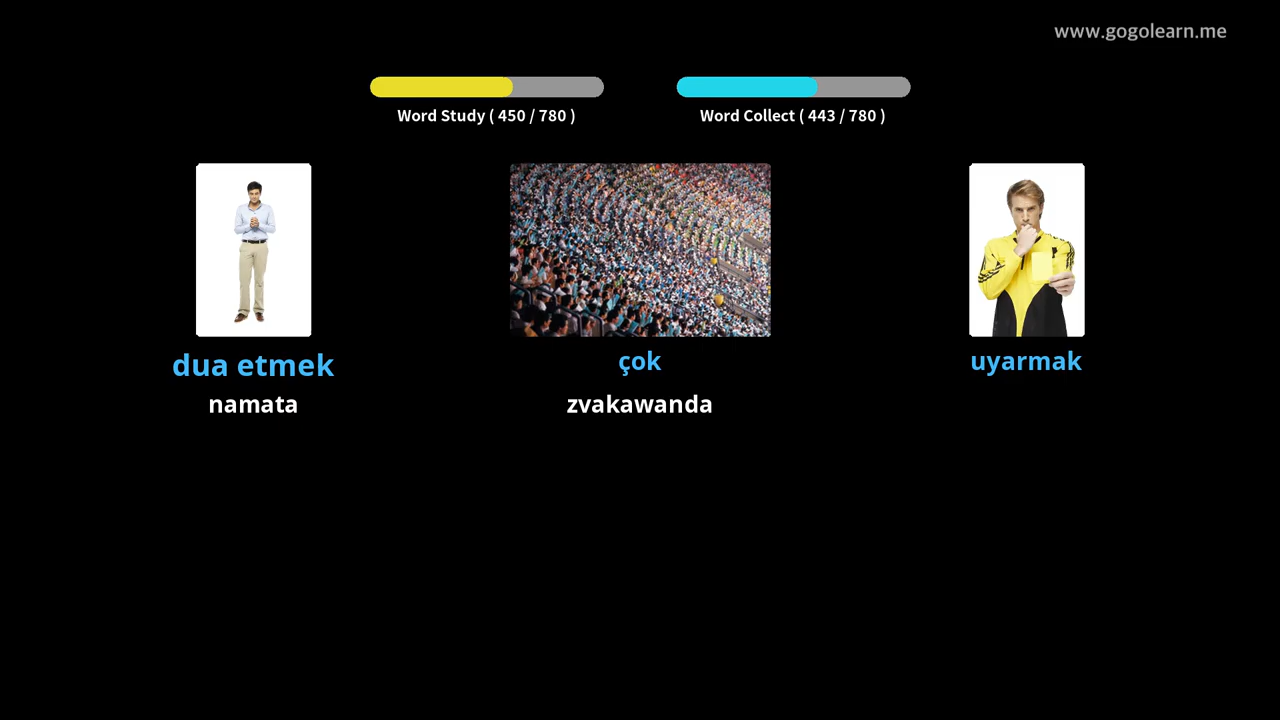 www.gogolearn.me
Word Study ( 450 / 780 )
Word Collect ( 443 / 780 )
dua etmek
çok
uyarmak
namata
zvakawanda